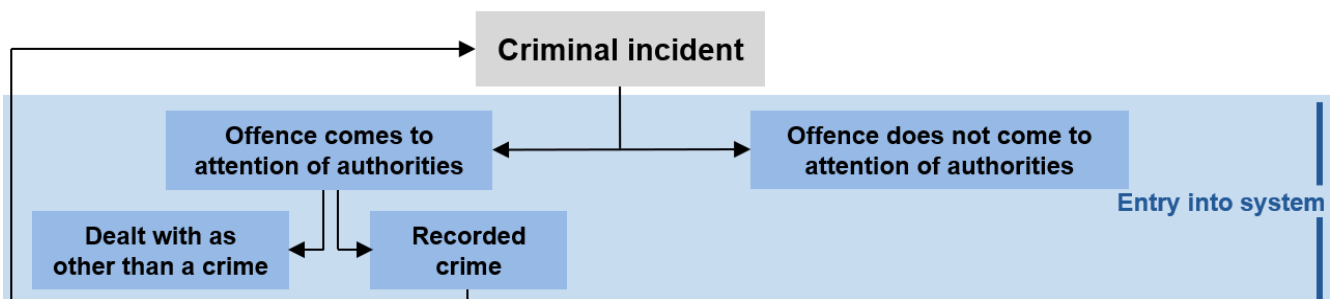 Criminal incident
Offence comes to
attention of authorities
Offence does not come to
attention of authorities
Entry into system
Dealt with as
other than a crime
Recorded
crime